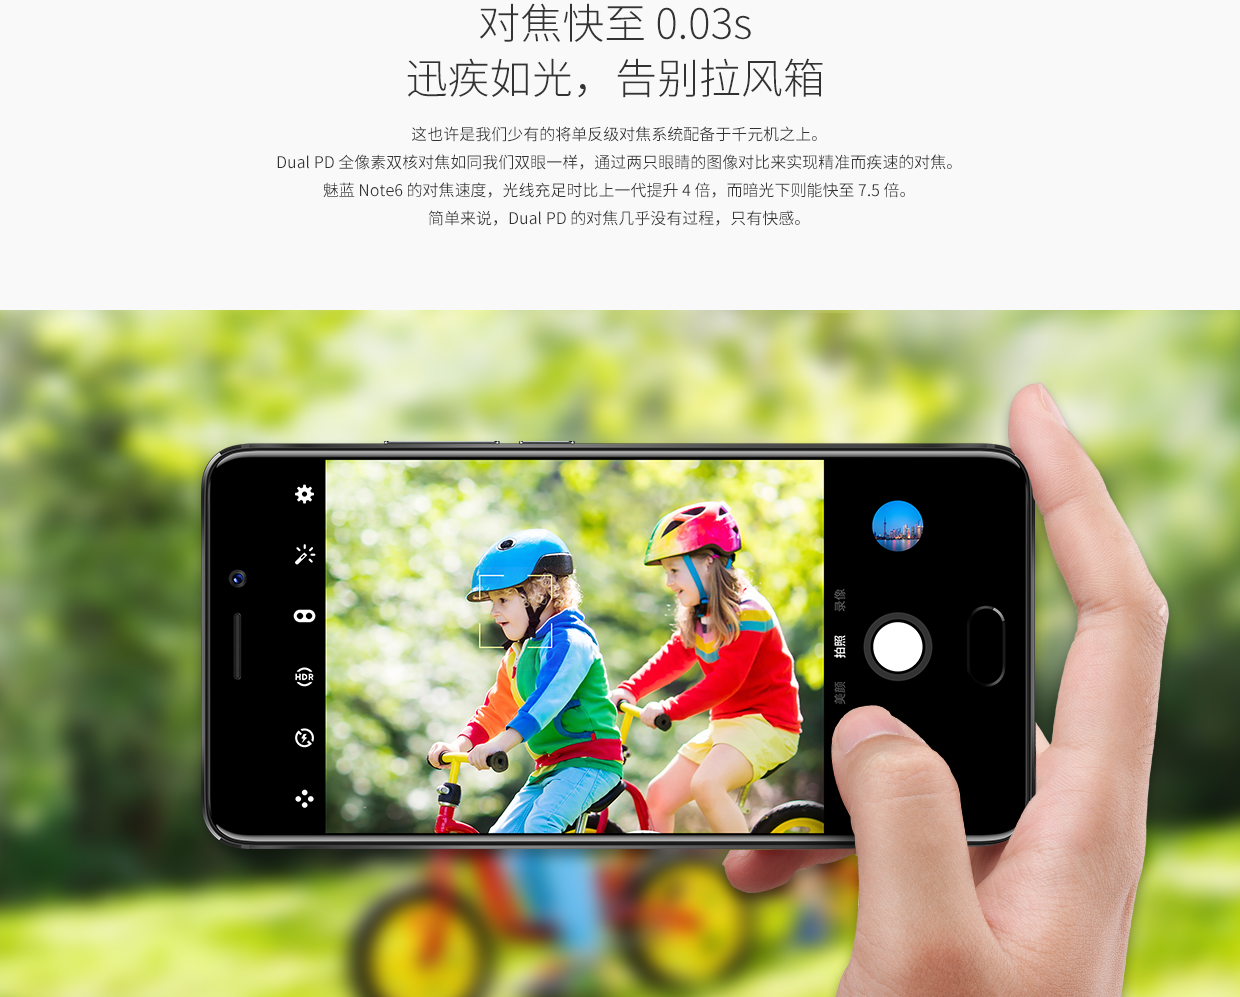 对焦快至 0.03s
迅疾如光，告别拉风箱
这也许是我们少有的将单反级对焦系统配备于千元机之上。
Dual PD 全像素双核对焦如同我们双眼一样，通过两只眼睛的图像对比来实现精准而疾速的对焦。
魅蓝 Note6 的对焦速度，光线充足时比上一代提升 4 倍，而暗光下则能快至 7.5 倍。
简单来说，Dual PD 的对焦几乎没有过程，只有快感。
HDR
录像
拍照
美颜